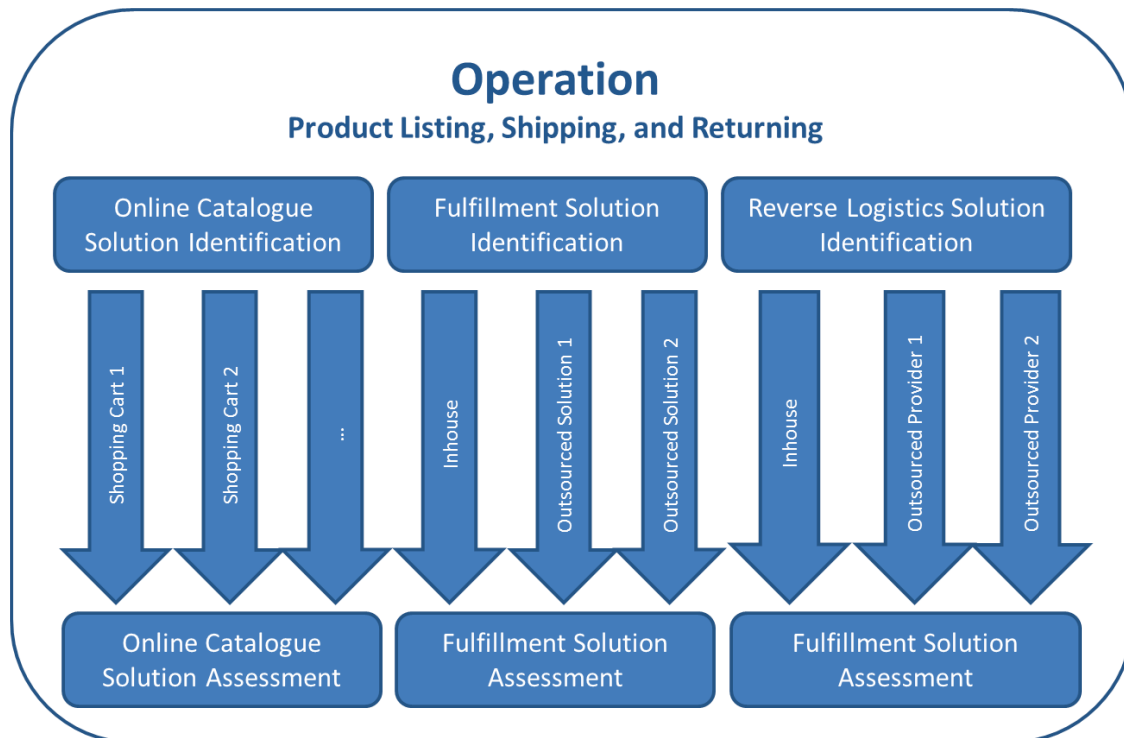 Operation
Product Listing, Shipping, and Returning
Online Catalogue
Solution Identification
Fulfillment Solution
Identification
Reverse Logistics Solution
Identification
Shopping Cart 1
Shopping Cart 2
...
Inhouse
Outsourced Solution 1
Outsourced Solution 2
Inhouse
Outsourced Provider 1
Outsourced Provider 2
Online Catalogue
Solution Assessment
Fulfillment Solution
Assessment
Fulfillment Solution
Assessment